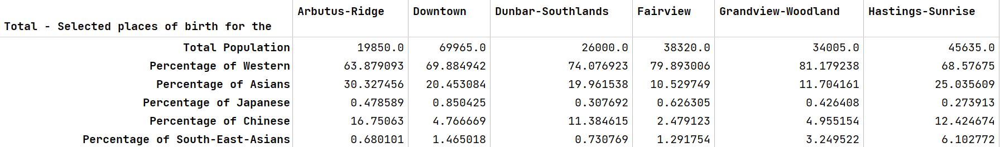 Arbutus-Ridge Downtown Dunbar-Southlands Fairview Grandview-Woodland Hastings-Sunrise
Total - Selected places of birth for the
Total Population 19850.0 69965.0 26000.0 38320.0 34005.0 45635.0
Percentage of Western 63.879093 69.884942 74.076923 79.893006 81.179238 68.57675
Percentage of Asians 30.327456 20.453084 19.961538 10.529749 11.704161 25.035609
Percentage of Japanese 0.478589 0.850425 0.307692 0.626305 0.426408 0.273913
Percentage of Chinese 16.75063 4.766669 11.384615 2.479123 4.955154 12.424674
Percentage of South-East-Asians 0.680101 1.465018 0.730769 1.291754 3.249522 6.102772